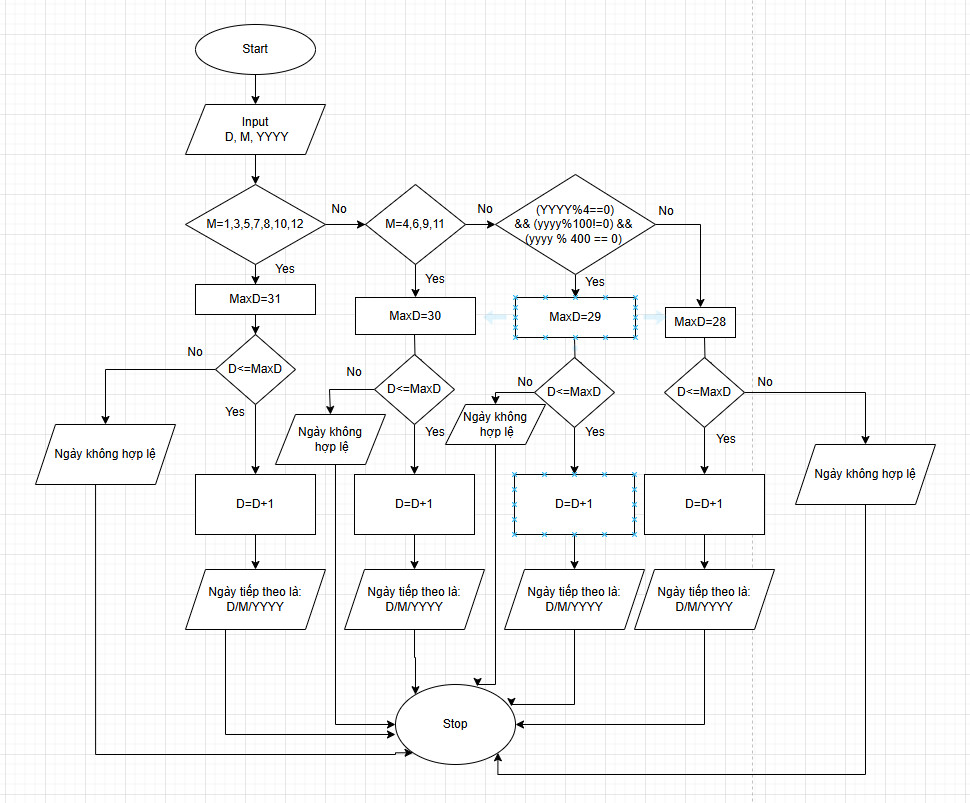 Start
Input
D, M, YYYY
M=1,3,5,7,8,10,12
No
M=4,6,9,11
No
(YYYY%4==0)
&& (yyyy%100!=0) &&
(yyyy % 400 == 0)
No
Yes
Yes
Yes
MaxD=31
MaxD=30
MaxD=29
MaxD=28
No
D<=MaxD
No
D<=MaxD
No
D<=MaxD
D<=MaxD
No
Yes
Yes
Yes
Yes
Ngày không hợp lệ
Ngày không
hợp lệ
Ngày không
hợp lệ
Ngày không hợp lệ
D=D+1
D=D+1
D=D+1
D=D+1
Ngày tiếp theo là:
D/M/YYYY
Ngày tiếp theo là:
D/M/YYYY
Ngày tiếp theo là:
D/M/YYYY
Ngày tiếp theo là:
D/M/YYYY
Stop